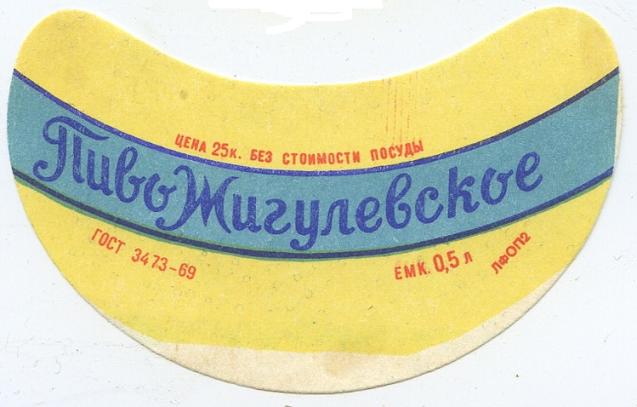 ЦЕНА 25к. БЕЗ СТОИМОСТИ ПОСУДЫ
Пиво Жигулевское
ГОСТ 3473-69
ЕМК. 0,5 л
ЛФОП2